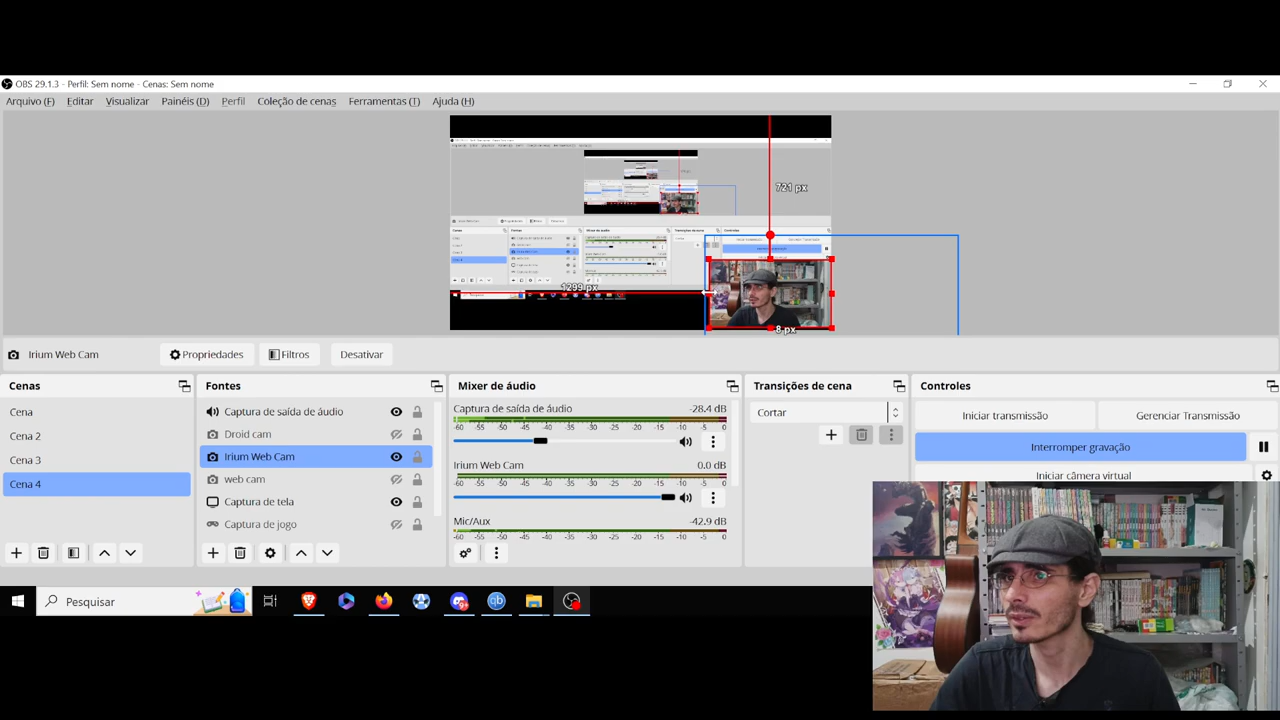 OBS 29.1.3 - Perfil: Sem nome - Cenas: Sem nome
Arquivo (F) Editar Visualizar Painéis (D) Perfil Coleção de cenas Ferramentas (T) Ajuda (H)
721 px
1299 px
8 px
Irium Web Cam Propriedades Filtros Desativar
Cenas
Cena
Cena 2
Cena 3
Cena 4
Fontes
Captura de saída de áudio
Droid cam
Irium Web Cam
web cam
Captura de tela
Captura de jogo
Mixer de áudio
Captura de saída de áudio -28.4 dB
-60 -55 -50 -45 -40 -35 -30 -25 -20 -15 -10 -5 0
Irium Web Cam 0.0 dB
-60 -55 -50 -45 -40 -35 -30 -25 -20 -15 -10 -5 0
Mic/Aux -42.9 dB
-60 -55 -50 -45 -40 -35 -30 -25 -20 -15 -10 -5 0
Transições de cena
Cortar
Controles
Iniciar transmissão Gerenciar Transmissão
Interromper gravação
Iniciar câmera virtual
Pesquisar